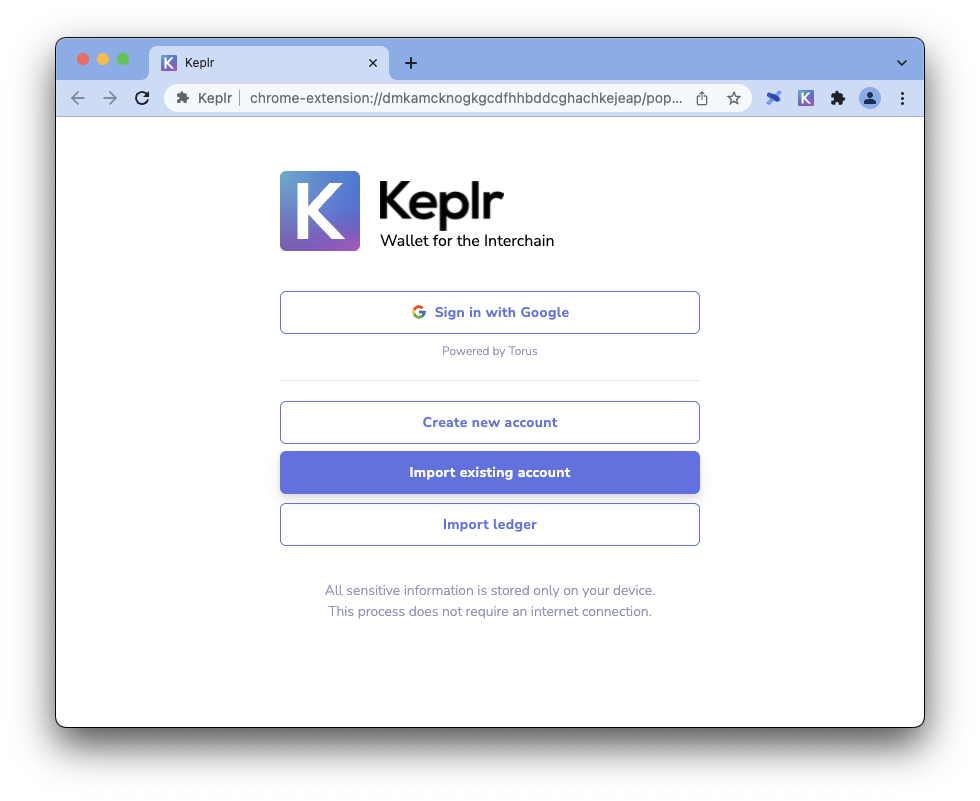 Keplr
Keplr chrome-extension://dmkamcknogkgcdfhhbddcghachkejeap/pop...
K Keplr
Wallet for the Interchain
Sign in with Google
Powered by Torus
Create new account
Import existing account
Import ledger
All sensitive information is stored only on your device.
This process does not require an internet connection.